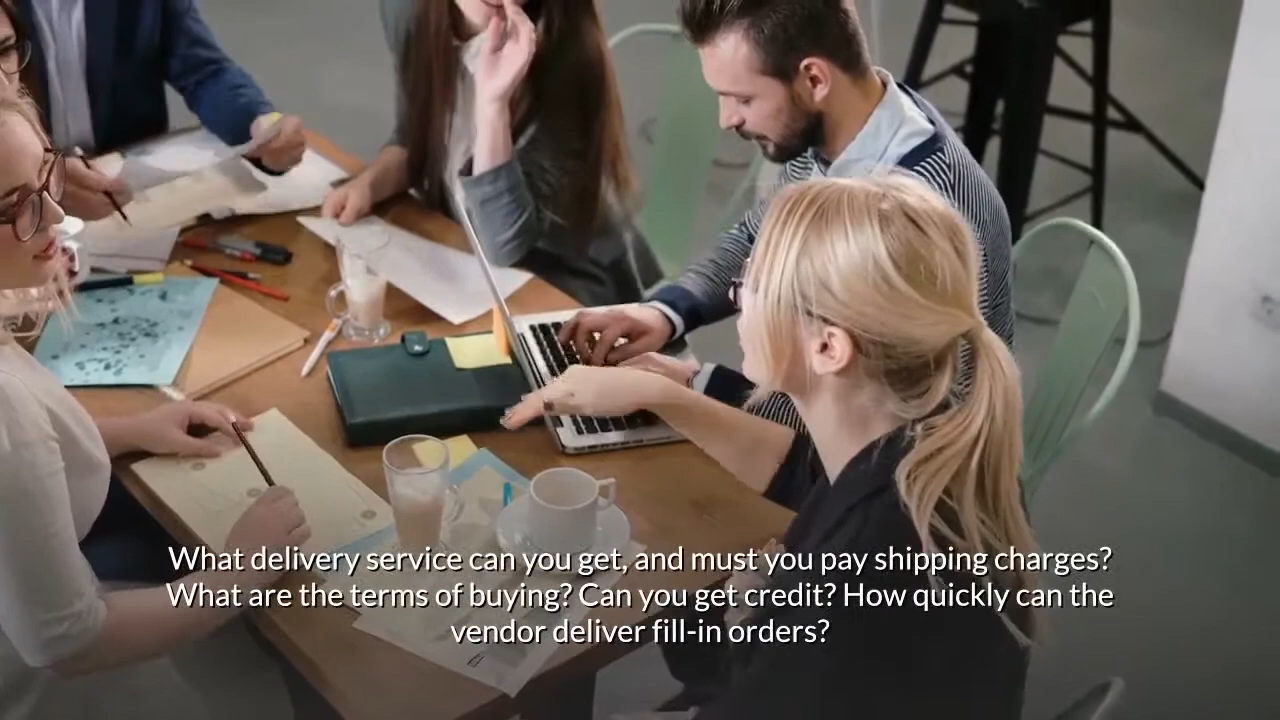 What delivery service can you get, and must you pay shipping charges?
What are the terms of buying? Can you get credit? How quickly can the
vendor deliver fill-in orders?